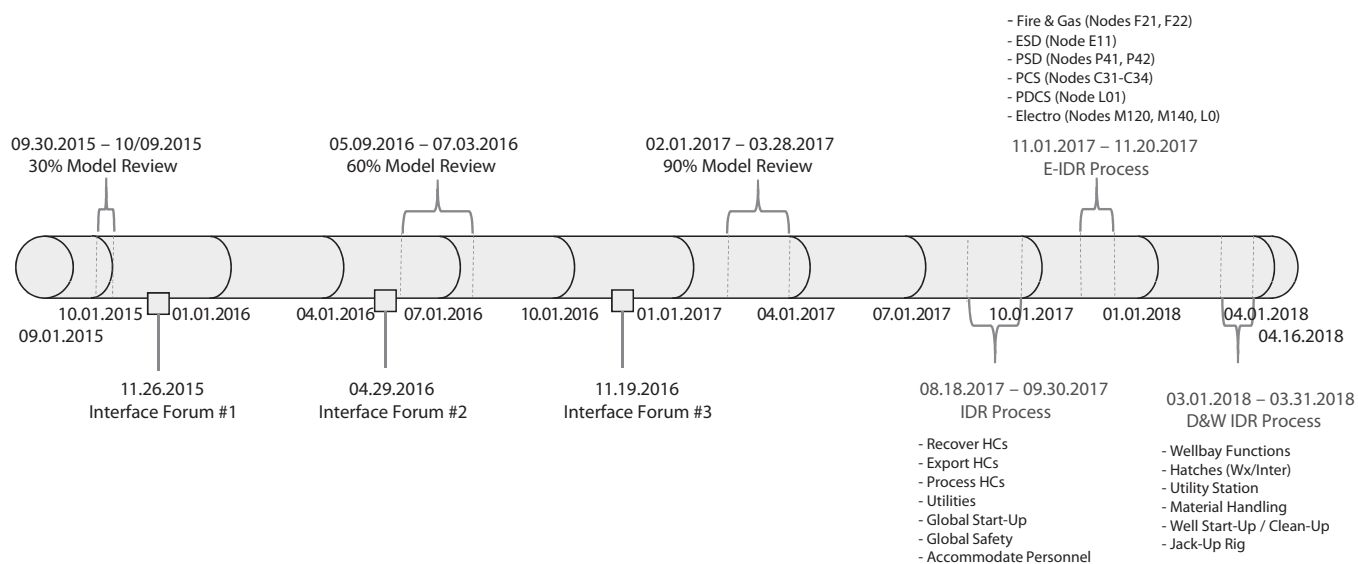 - Fire & Gas (Nodes F21, F22)
- ESD (Node E11)
- PSD (Nodes P41, P42)
- PCS (Nodes C31-C34)
- PDCS (Node L01)
- Electro (Nodes M120, M140, L0)
09.30.2015 – 10/09.2015
30% Model Review
05.09.2016 – 07.03.2016
60% Model Review
02.01.2017 – 03.28.2017
90% Model Review
11.01.2017 – 11.20.2017
E-IDR Process
09.01.2015
10.01.2015
01.01.2016
04.01.2016
07.01.2016
10.01.2016
01.01.2017
04.01.2017
07.01.2017
10.01.2017
01.01.2018
04.01.2018
04.16.2018
11.26.2015
Interface Forum #1
04.29.2016
Interface Forum #2
11.19.2016
Interface Forum #3
08.18.2017 – 09.30.2017
IDR Process
- Recover HCs
- Export HCs
- Process HCs
- Utilities
- Global Start-Up
- Global Safety
- Accommodate Personnel
03.01.2018 – 03.31.2018
D&W IDR Process
- Wellbay Functions
- Hatches (Wx/Inter)
- Utility Station
- Material Handling
- Well Start-Up / Clean-Up
- Jack-Up Rig